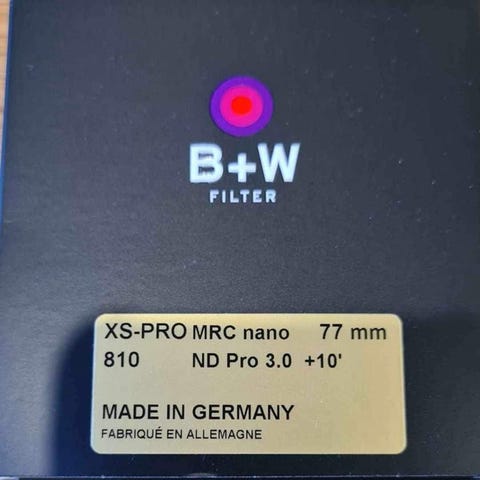 B+W
FILTER
XS-PRO MRC nano 77 mm
810 ND Pro 3.0 +10'
MADE IN GERMANY
FABRIQUÉ EN ALLEMAGNE